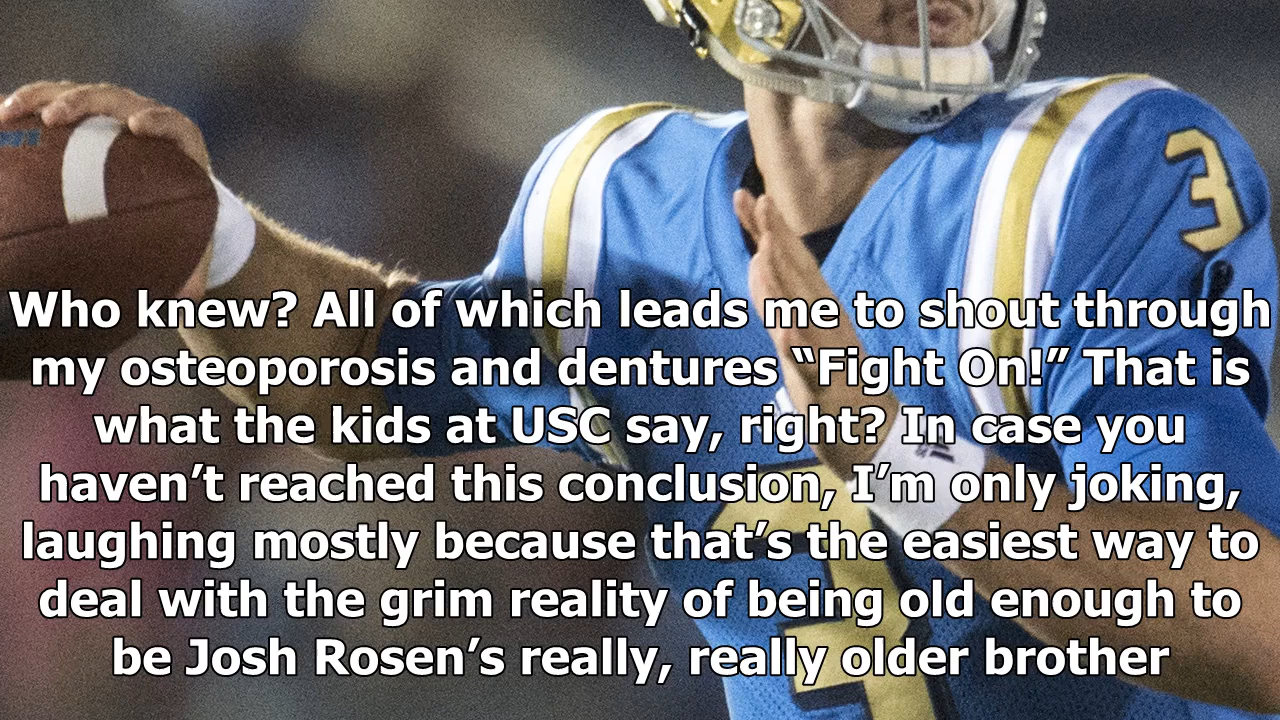 3
Who knew? All of which leads me to shout through
my osteoporosis and dentures “Fight On!” That is
what the kids at USC say, right? In case you
haven’t reached this conclusion, I’m only joking,
laughing mostly because that’s the easiest way to
deal with the grim reality of being old enough to
be Josh Rosen’s really, really older brother
3